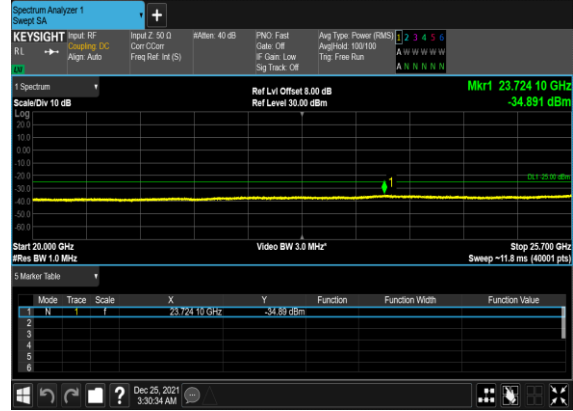 Spectrum Analyzer 1
Swept SA
KEYSIGHT
RL
Input: RF
Coupling: DC
Align: Auto
Input Z: 50 Ω
Corr CCorr
Freq Ref: Int (S)
#Atten: 40 dB
PNO: Fast
Gate: Off
IF Gain: Low
Sig Track: Off
Avg Type: Power (RMS)
Avg|Hold: 100/100
Trig: Free Run
1 2 3 4 5 6
A W W W W W
A N N N N N
1 Spectrum
Scale/Div 10 dB
Ref Lvl Offset 8.00 dB
Ref Level 30.00 dBm
Mkr1 23.724 10 GHz
-34.891 dBm
Log
20.0
10.0
0.00
-10.0
-20.0
-30.0
-40.0
-50.0
-60.0
1
DL1 -25.00 dBm
Start 20.000 GHz
#Res BW 1.0 MHz
Video BW 3.0 MHz*
Stop 25.700 GHz
Sweep ~11.8 ms (40001 pts)
5 Marker Table
Mode Trace Scale X Y Function Function Width Function Value
1 N 1 f 23.724 10 GHz -34.89 dBm
2
3
4
5
6
?
Dec 25, 2021
3:30:34 AM